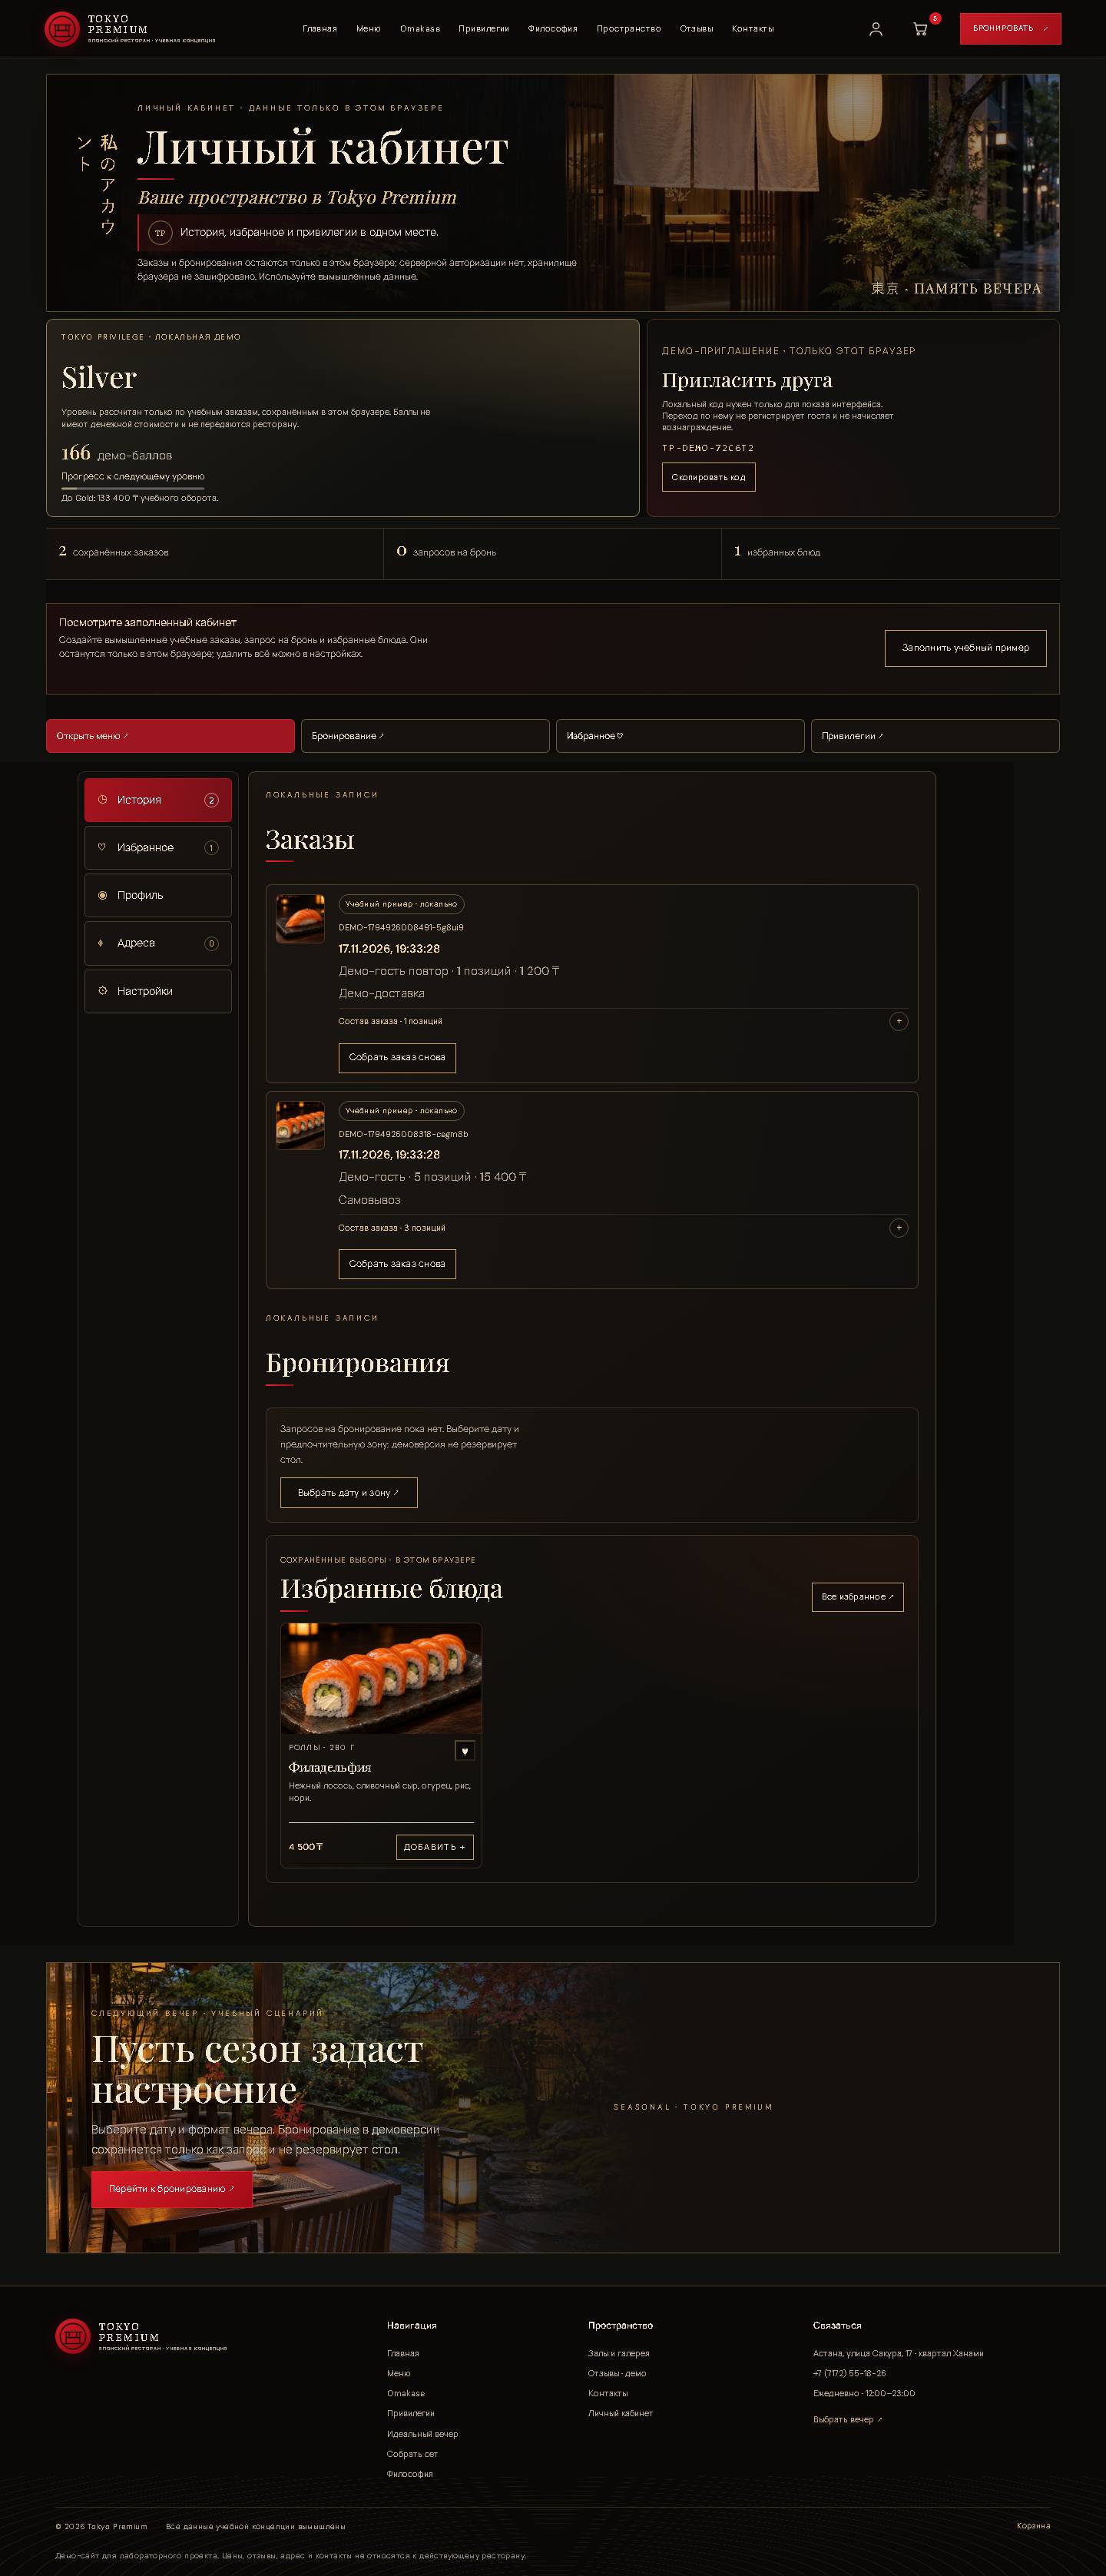 TOKYO
PREMIUM
ЯПОНСКИЙ РЕСТОРАН · УЧЕБНАЯ КОНЦЕПЦИЯ
Главная
Меню
Omakase
Привилегии
Философия
Пространство
Отзывы
Контакты
БРОНИРОВАТЬ ↗
ЛИЧНЫЙ КАБИНЕТ · ДАННЫЕ ТОЛЬКО В ЭТОМ БРАУЗЕРЕ
私のアカウ
ント
Личный кабинет
Ваше пространство в Tokyo Premium
TP
История, избранное и привилегии в одном месте.
Заказы и бронирования остаются только в этом браузере; серверной авторизации нет, хранилище
браузера не зашифровано. Используйте вымышленные данные.
東京 · ПАМЯТЬ ВЕЧЕРА
TOKYO PRIVILEGE · ЛОКАЛЬНАЯ ДЕМО
Silver
Уровень рассчитан только по учебным заказам, сохранённым в этом браузере. Баллы не
имеют денежной стоимости и не передаются ресторану.
166 демо-баллов
Прогресс к следующему уровню
До Gold: 133 400 ₸ учебного оборота.
ДЕМО-ПРИГЛАШЕНИЕ · ТОЛЬКО ЭТОТ БРАУЗЕР
Пригласить друга
Локальный код нужен только для показа интерфейса.
Переход по нему не регистрирует гостя и не начисляет
вознаграждение.
TP-DEMO-72C6T2
Скопировать код
2 сохранённых заказов
0 запросов на бронь
1 избранных блюд
Посмотрите заполненный кабинет
Создайте вымышленные учебные заказы, запрос на бронь и избранные блюда. Они
останутся только в этом браузере; удалить всё можно в настройках.
Заполнить учебный пример
Открыть меню ↗
Бронирование ↗
Избранное ♡
Привилегии ↗
История 2
Избранное 1
Профиль
Адреса 0
Настройки
ЛОКАЛЬНЫЕ ЗАПИСИ
Заказы
Учебный пример · локально
DEMO-1794926008491-5g8ui9
17.11.2026, 19:33:28
Демо-гость повтор · 1 позиций · 1 200 ₸
Демо-доставка
Состав заказа · 1 позиций +
Собрать заказ снова
Учебный пример · локально
DEMO-1794926008318-cagm8b
17.11.2026, 19:33:28
Демо-гость · 5 позиций · 15 400 ₸
Самовывоз
Состав заказа · 3 позиций +
Собрать заказ снова
ЛОКАЛЬНЫЕ ЗАПИСИ
Бронирования
Запросов на бронирование пока нет. Выберите дату и
предпочтительную зону; демоверсия не резервирует
стол.
Выбрать дату и зону ↗
СОХРАНЁННЫЕ ВЫБОРЫ · В ЭТОМ БРАУЗЕРЕ
Избранные блюда
Все избранное ↗
РОЛЛЫ · 280 Г
Филадельфия
Нежный лосось, сливочный сыр, огурец, рис,
нори.
4 500 ₸
ДОБАВИТЬ +
СЛЕДУЮЩИЙ ВЕЧЕР · УЧЕБНЫЙ СЦЕНАРИЙ
Пусть сезон задаст
настроение
Выберите дату и формат вечера. Бронирование в демоверсии
сохраняется только как запрос и не резервирует стол.
Перейти к бронированию ↗
SEASONAL · TOKYO PREMIUM
TOKYO
PREMIUM
ЯПОНСКИЙ РЕСТОРАН · УЧЕБНАЯ КОНЦЕПЦИЯ
Навигация
Главная
Меню
Omakase
Привилегии
Идеальный вечер
Собрать сет
Философия
Пространство
Залы и галерея
Отзывы · демо
Контакты
Личный кабинет
Связаться
Астана, улица Сакура, 17 · квартал Ханами
+7 (7172) 55-18-26
Ежедневно · 12:00–23:00
Выбрать вечер ↗
© 2026 Tokyo Premium
Все данные учебной концепции вымышлены
Корзина
Демо-сайт для лабораторного проекта. Цены, отзывы, адрес и контакты не относятся к действующему ресторану.